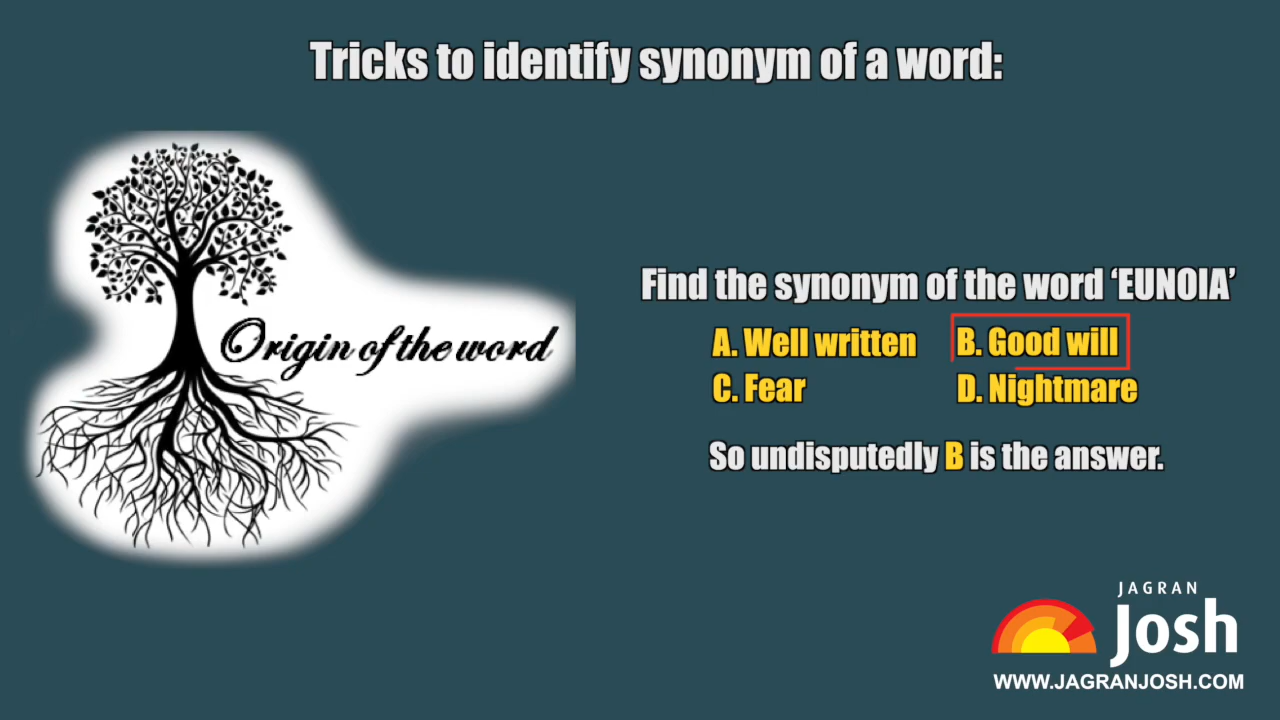 Tricks to identify synonym of a word:
Origin of the word
Find the synonym of the word ‘EUNOIA’
A. Well written B. Good will
C. Fear D. Nightmare
So undisputedly B is the answer.
JAGRAN
Josh
WWW.JAGRANJOSH.COM